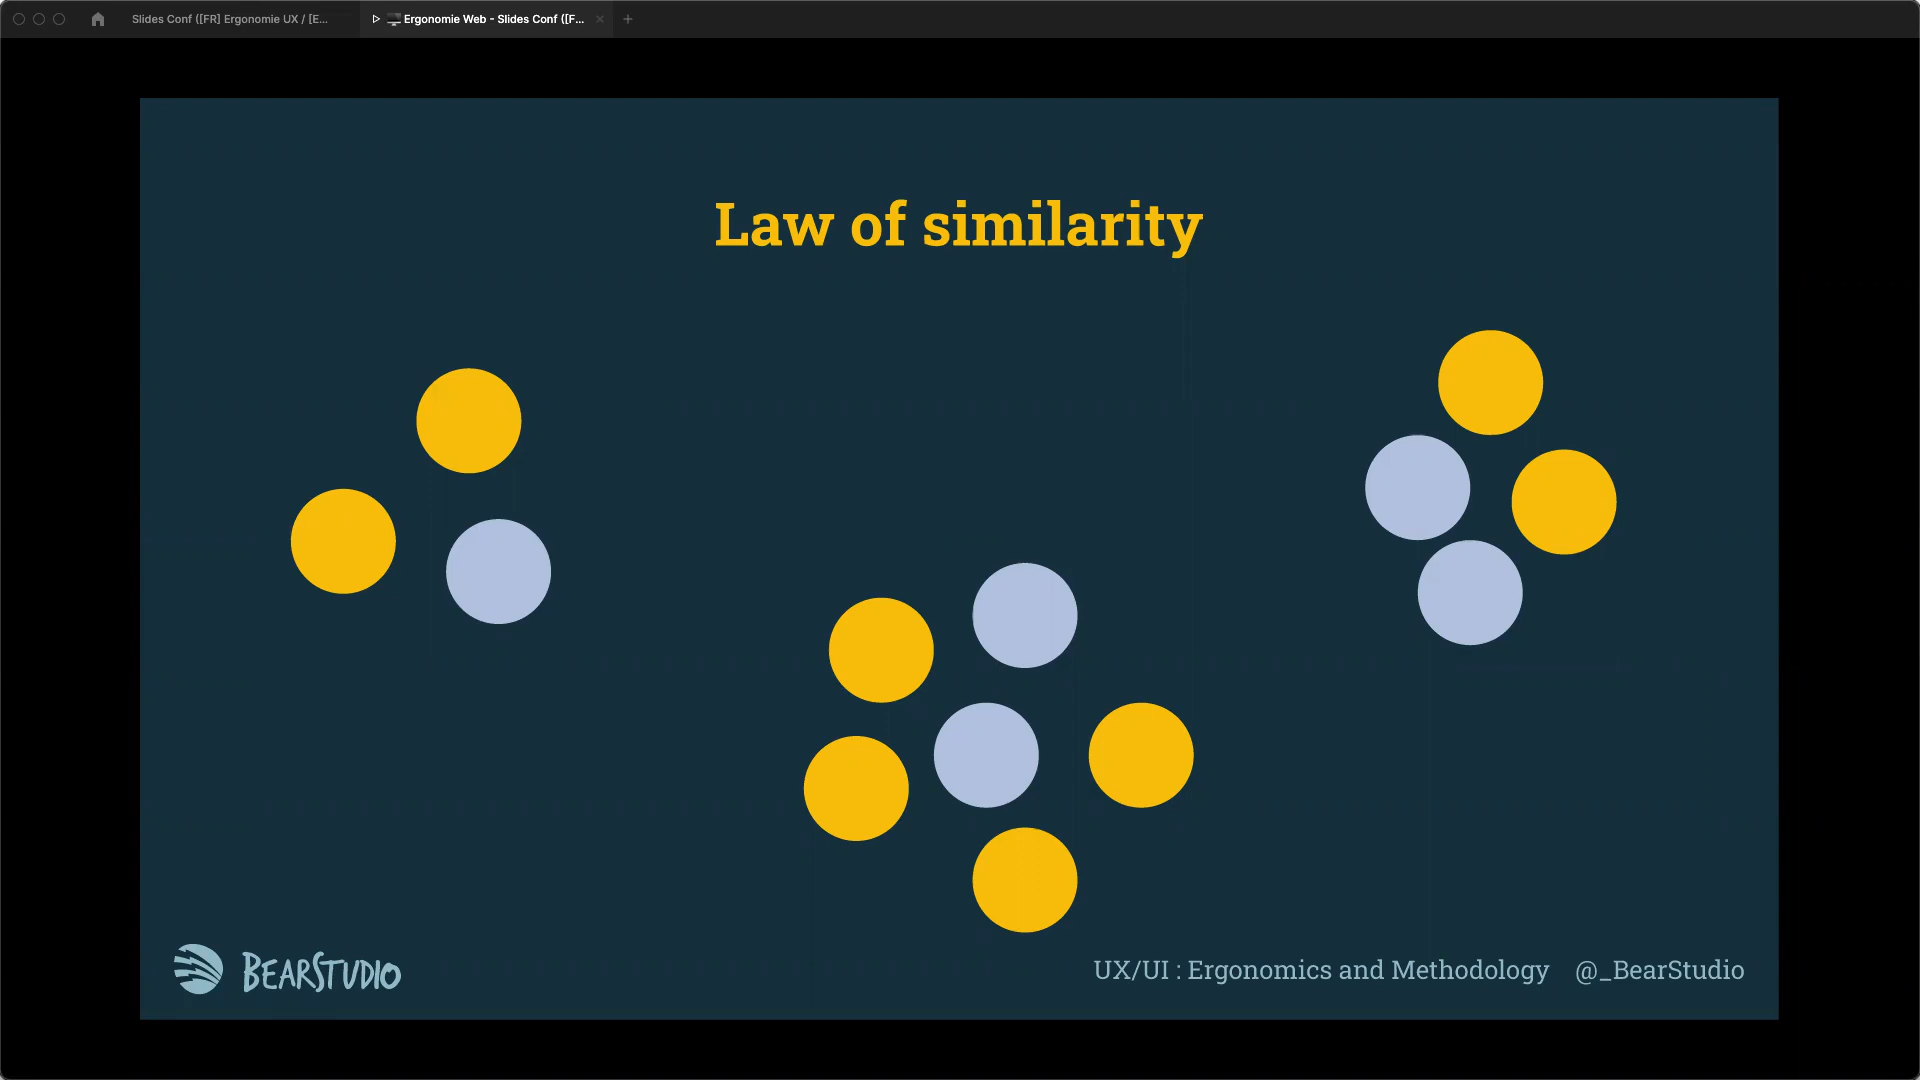 Slides Conf ([FR] Ergonomie UX / [E...
Ergonomie Web - Slides Conf ([F...
Law of similarity
BEARSTUDIO
UX/UI : Ergonomics and Methodology @_BearStudio